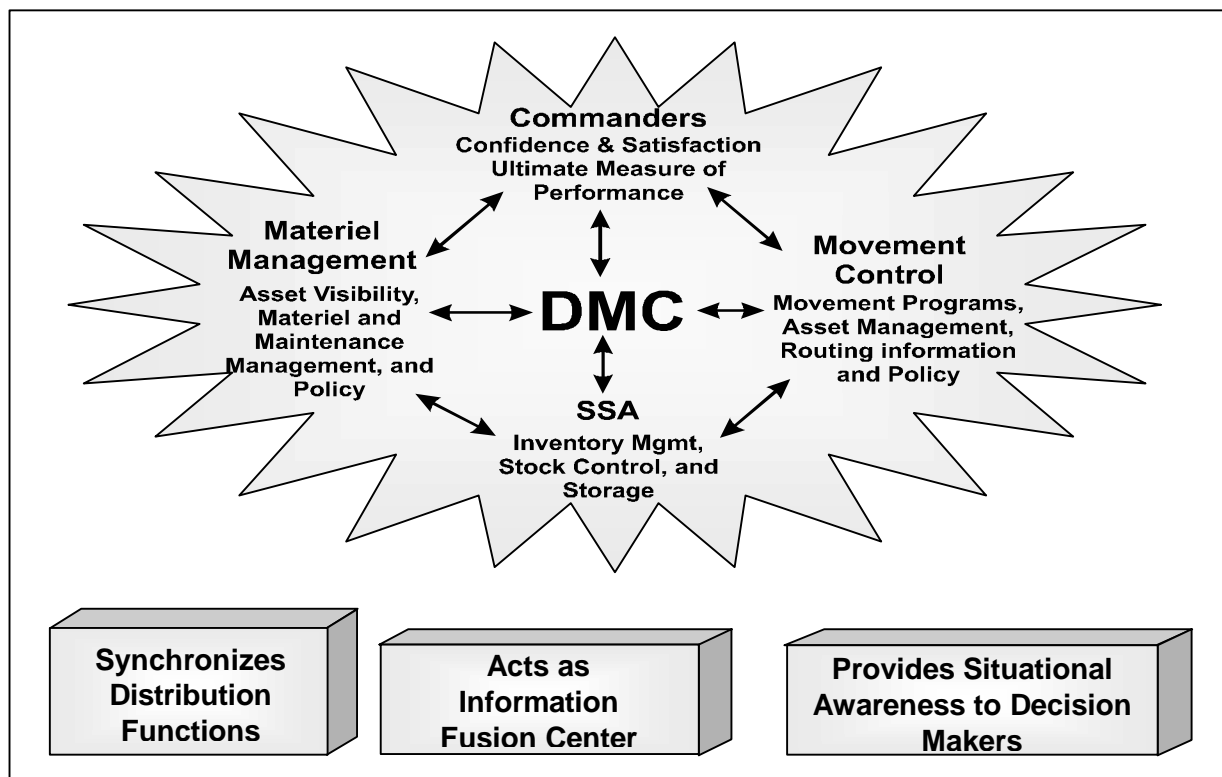 Commanders
Confidence & Satisfaction
Ultimate Measure of
Performance
Materiel
Management
Asset Visibility,
Materiel and
Maintenance
Management, and
Policy
DMC
Movement
Control
Movement Programs,
Asset Management,
Routing information
and Policy
SSA
Inventory Mgmt,
Stock Control, and
Storage
Synchronizes
Distribution
Functions
Acts as
Information
Fusion Center
Provides Situational
Awareness to Decision
Makers